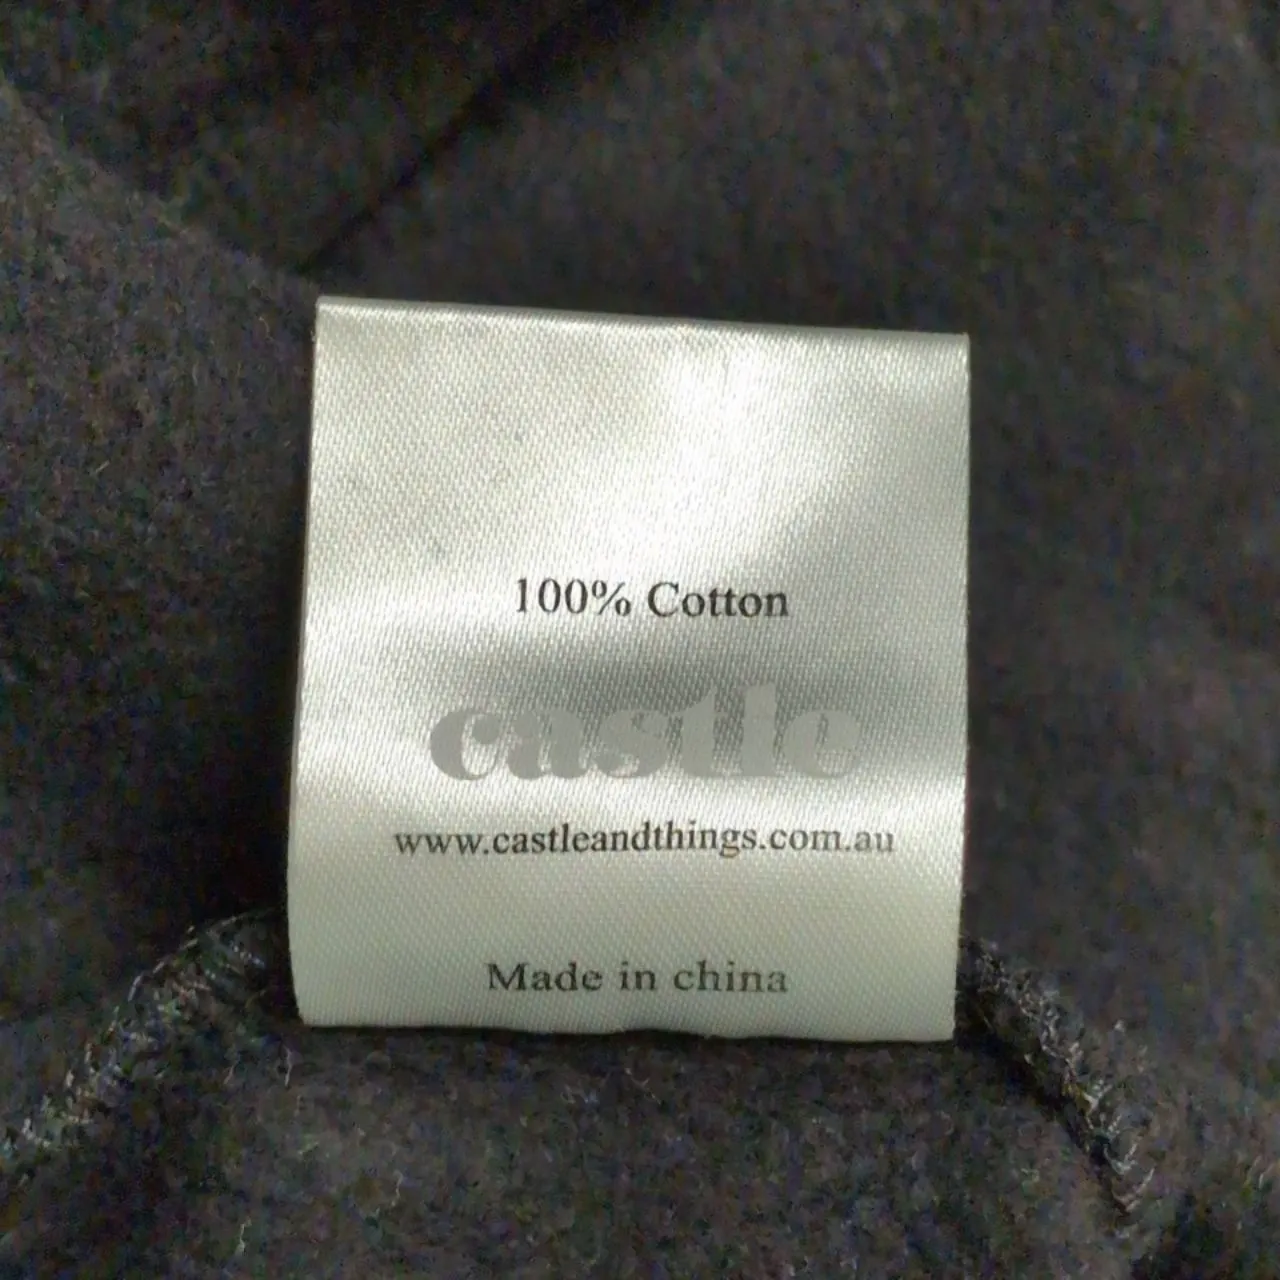 100% Cotton
castle
www.castleandthings.com.au
Made in china